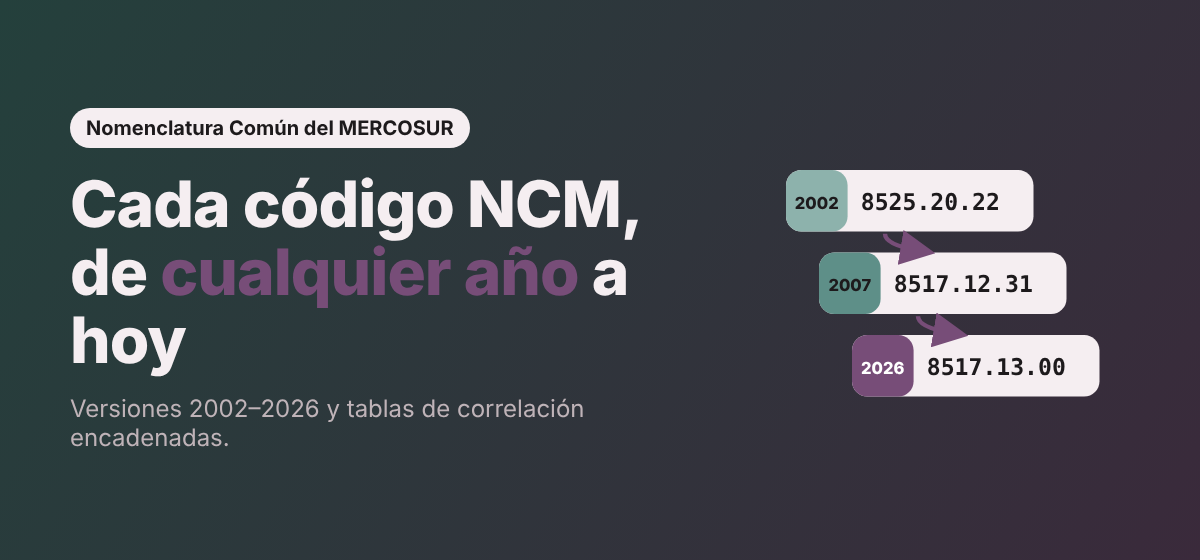 Nomenclatura Común del MERCOSUR
Cada código NCM,
de cualquier año a
hoy
Versiones 2002–2026 y tablas de correlación
encadenadas.
2002 8525.20.22
2007 8517.12.31
2026 8517.13.00